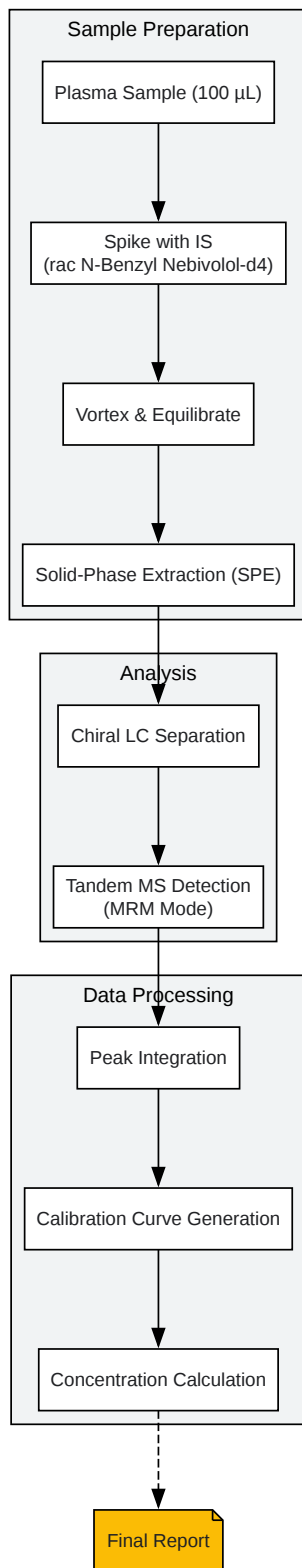 Sample Preparation
Plasma Sample (100 µL)
Spike with IS
(rac N-Benzyl Nebivolol-d4)
Vortex & Equilibrate
Solid-Phase Extraction (SPE)
Analysis
Chiral LC Separation
Tandem MS Detection
(MRM Mode)
Data Processing
Peak Integration
Calibration Curve Generation
Concentration Calculation
Final Report